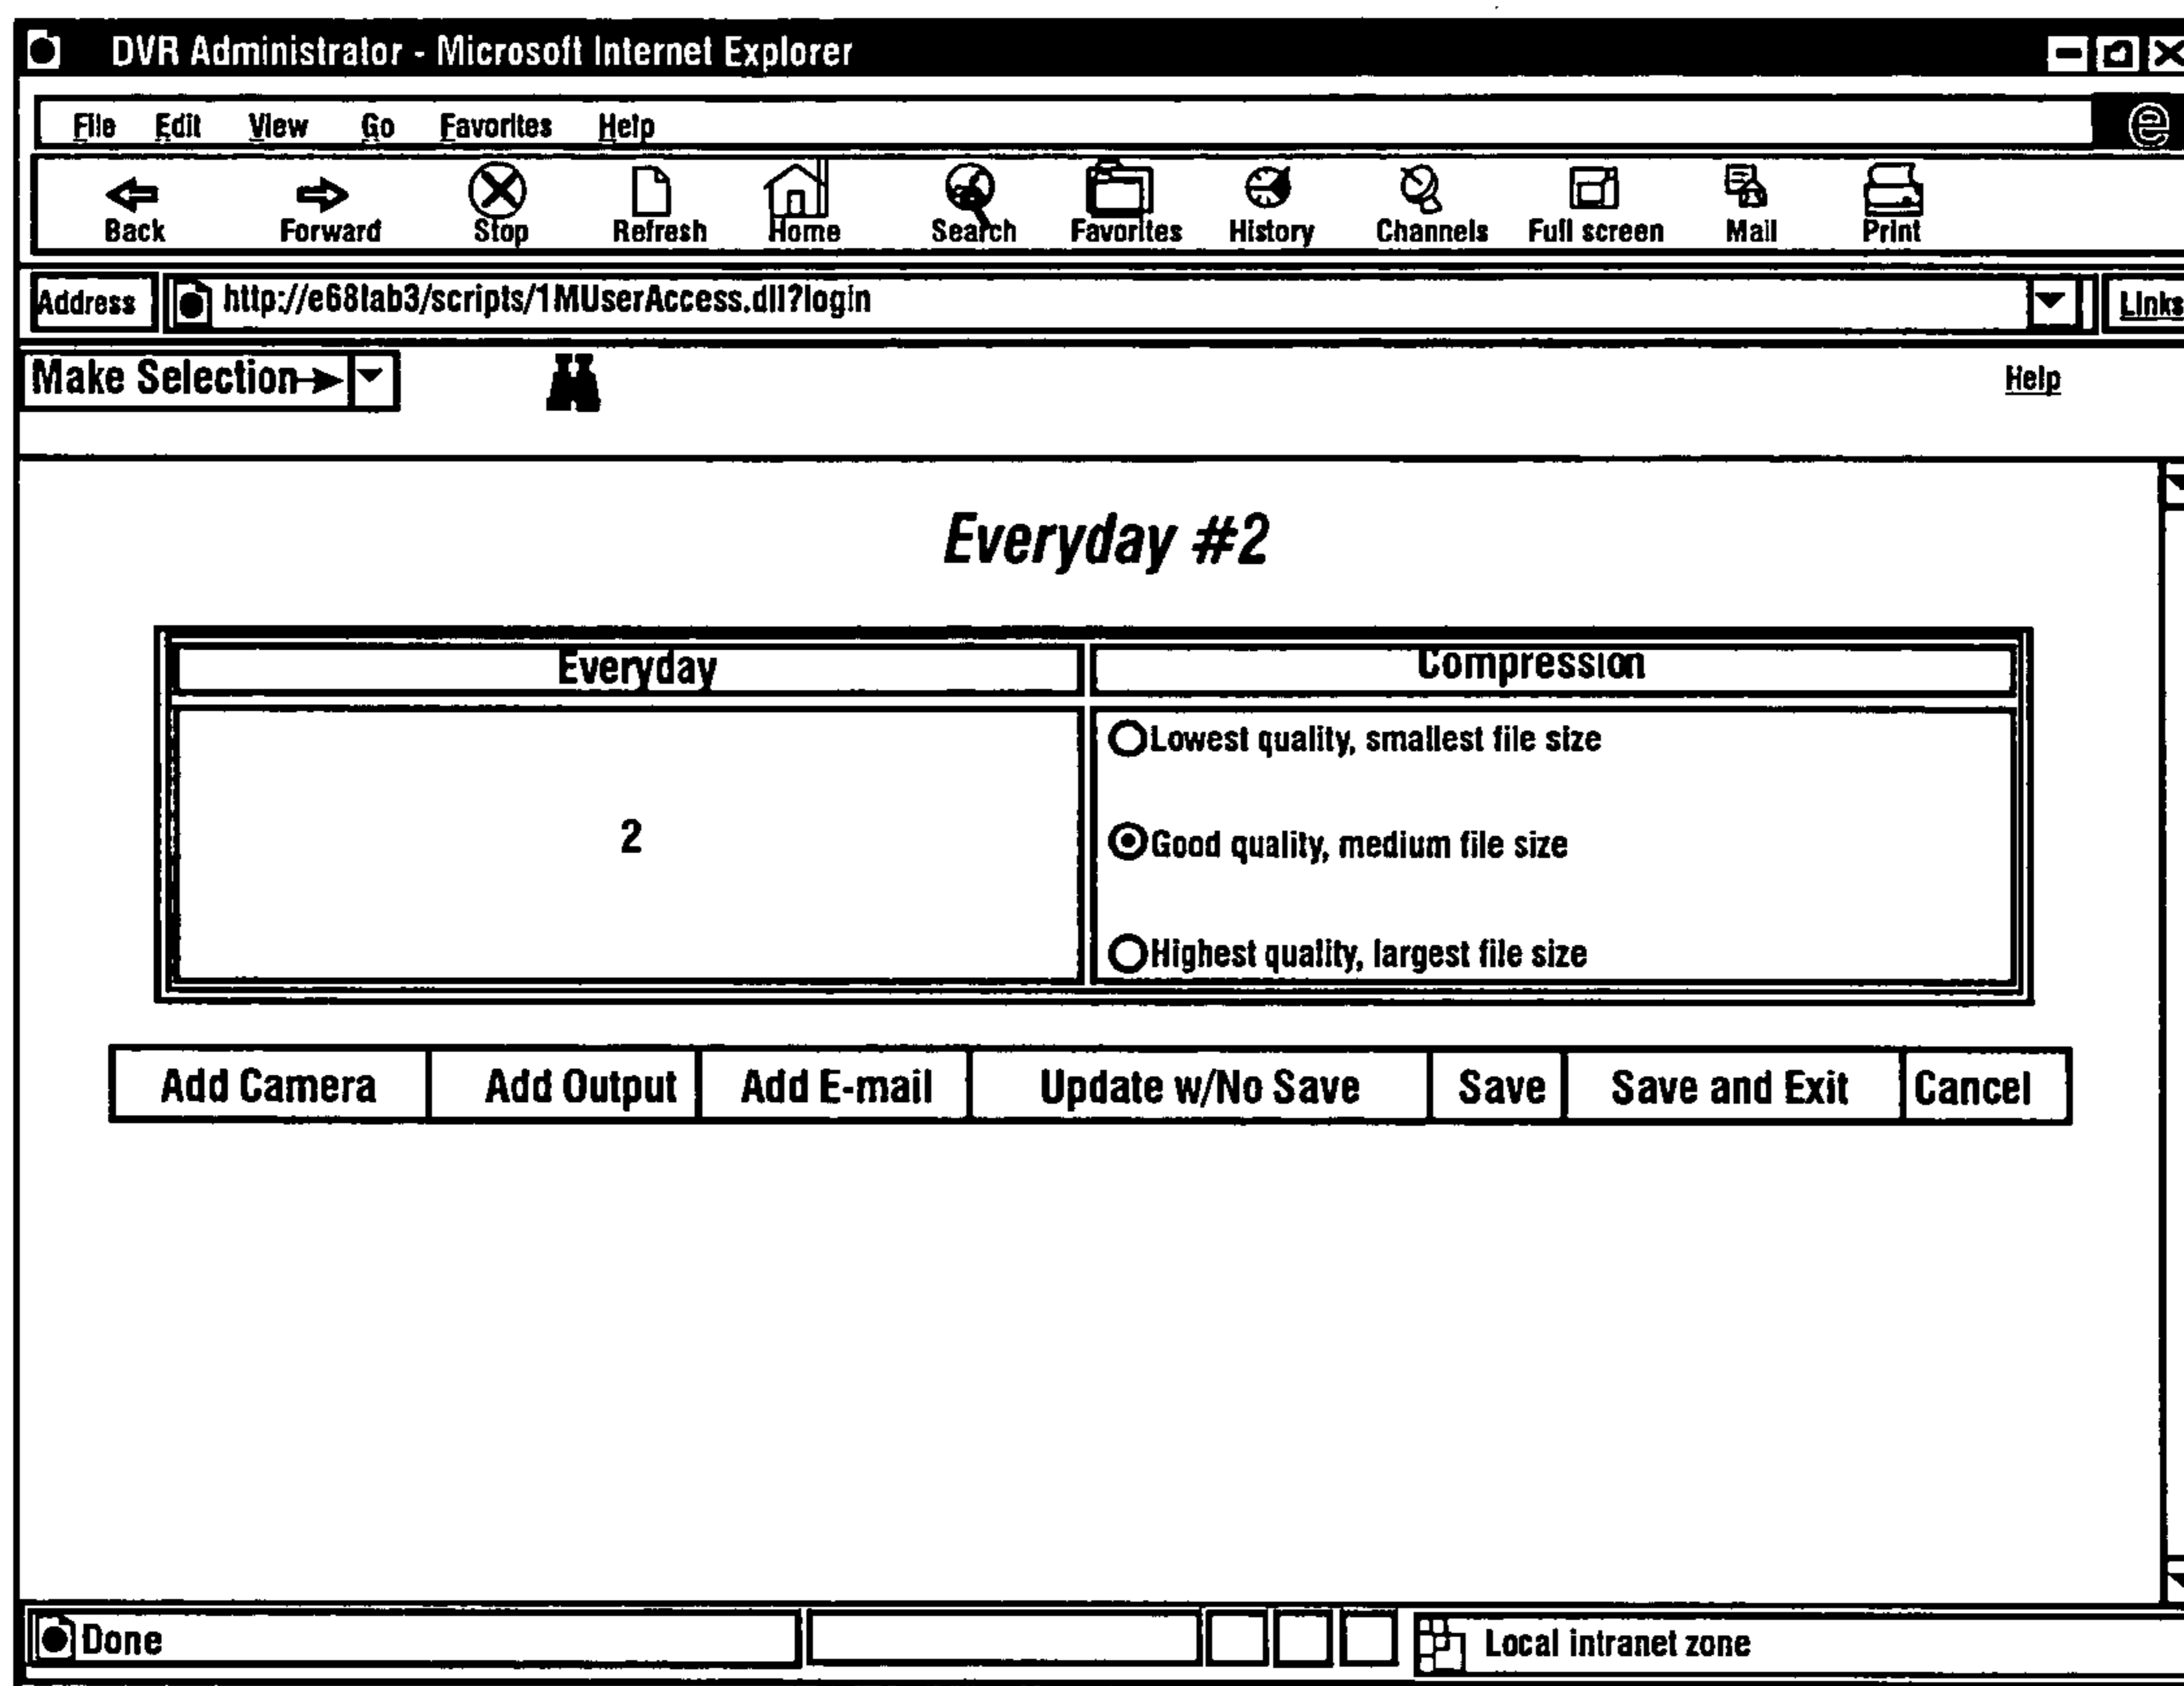 DVR Administrator - Microsoft Internet Explorer
File Edit View Go Favorites Help
Back Forward Stop Refresh Home Search Favorites History Channels Full screen Mail Print
Address http://e68lab3/scripts/1MUserAccess.dll?login Links
Make Selection Help
Everyday #2
Everyday Compression
Lowest quality, smallest file size
2 Good quality, medium file size
Highest quality, largest file size
Add Camera Add Output Add E-mail Update w/No Save Save Save and Exit Cancel
Done Local intranet zone